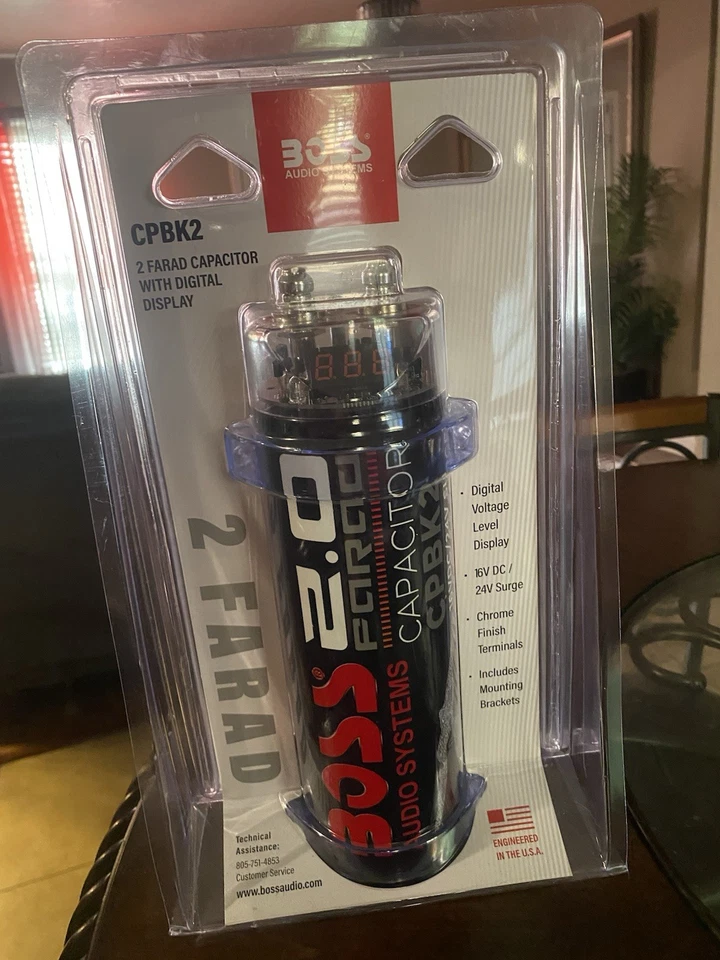 BOSS®
AUDIO SYSTEMS
CPBK2
2 FARAD CAPACITOR
WITH DIGITAL
DISPLAY
2 FARAD
2.0
FARAD
CAPACITOR
CPBK2
BOSS®
AUDIO SYSTEMS
• Digital
Voltage
Level
Display
• 16V DC /
24V Surge
• Chrome
Finish
Terminals
• Includes
Mounting
Brackets
Technical
Assistance:
805-751-4853
Customer Service
www.bossaudio.com
ENGINEERED
IN THE U.S.A.